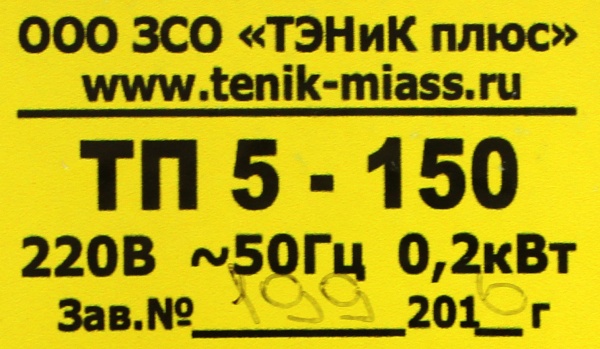 ООО ЗСО «ТЭНиК плюс»
www.tenik-miass.ru
ТП 5 - 150
220В ~50Гц 0,2кВт
Зав.№ 199 2016 г